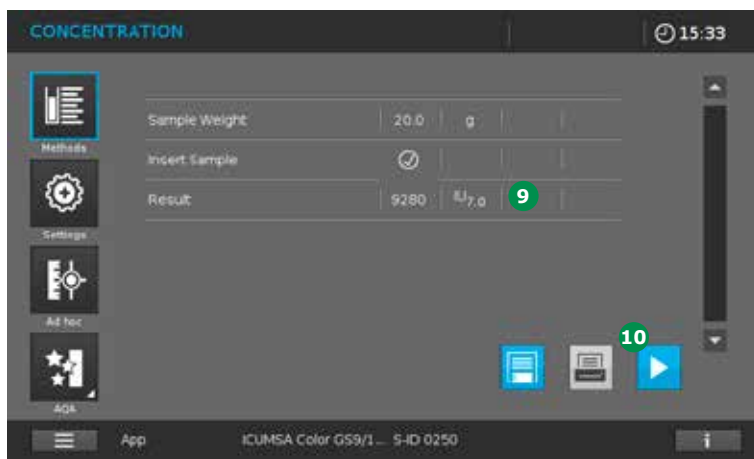 CONCENTRATION
15:33
Methods
Settings
Ad hoc
AQA
Sample Weight 20.0 g
Insert Sample
Result 9280 IU7.0 9
10
App ICUMSA Color GS9/1... S-ID 0250 i